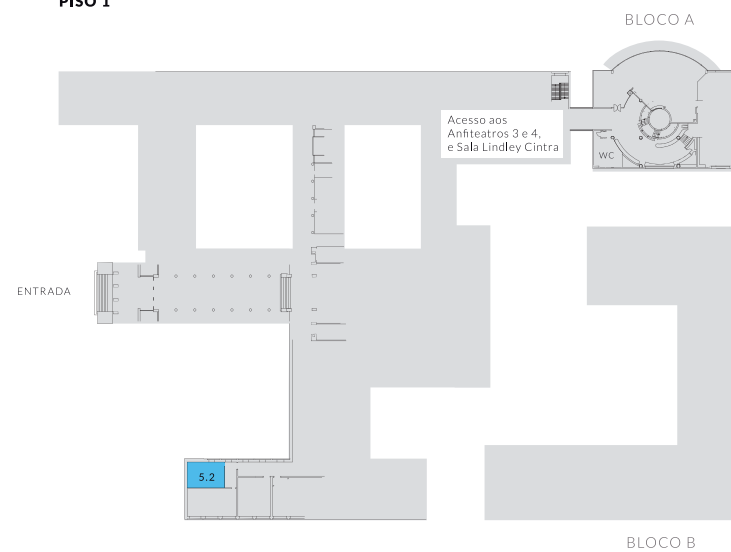 PISO 1
BLOCO A
Acesso aos
Anfiteatros 3 e 4,
e Sala Lindley Cintra
WC
ENTRADA
5.2
BLOCO B